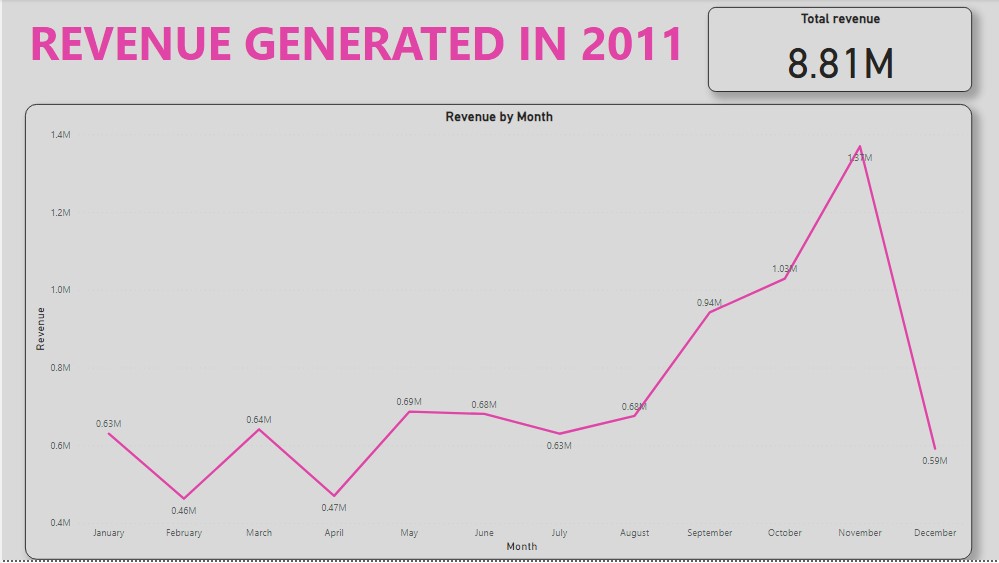 REVENUE GENERATED IN 2011
Total revenue
8.81M
Revenue by Month
1.4M
1.2M
1.0M
0.8M
0.6M
0.4M
Revenue
0.63M
0.46M
0.64M
0.47M
0.69M
0.68M
0.63M
0.68M
0.94M
1.03M
1.37M
0.59M
January February March April May June July August September October November December
Month